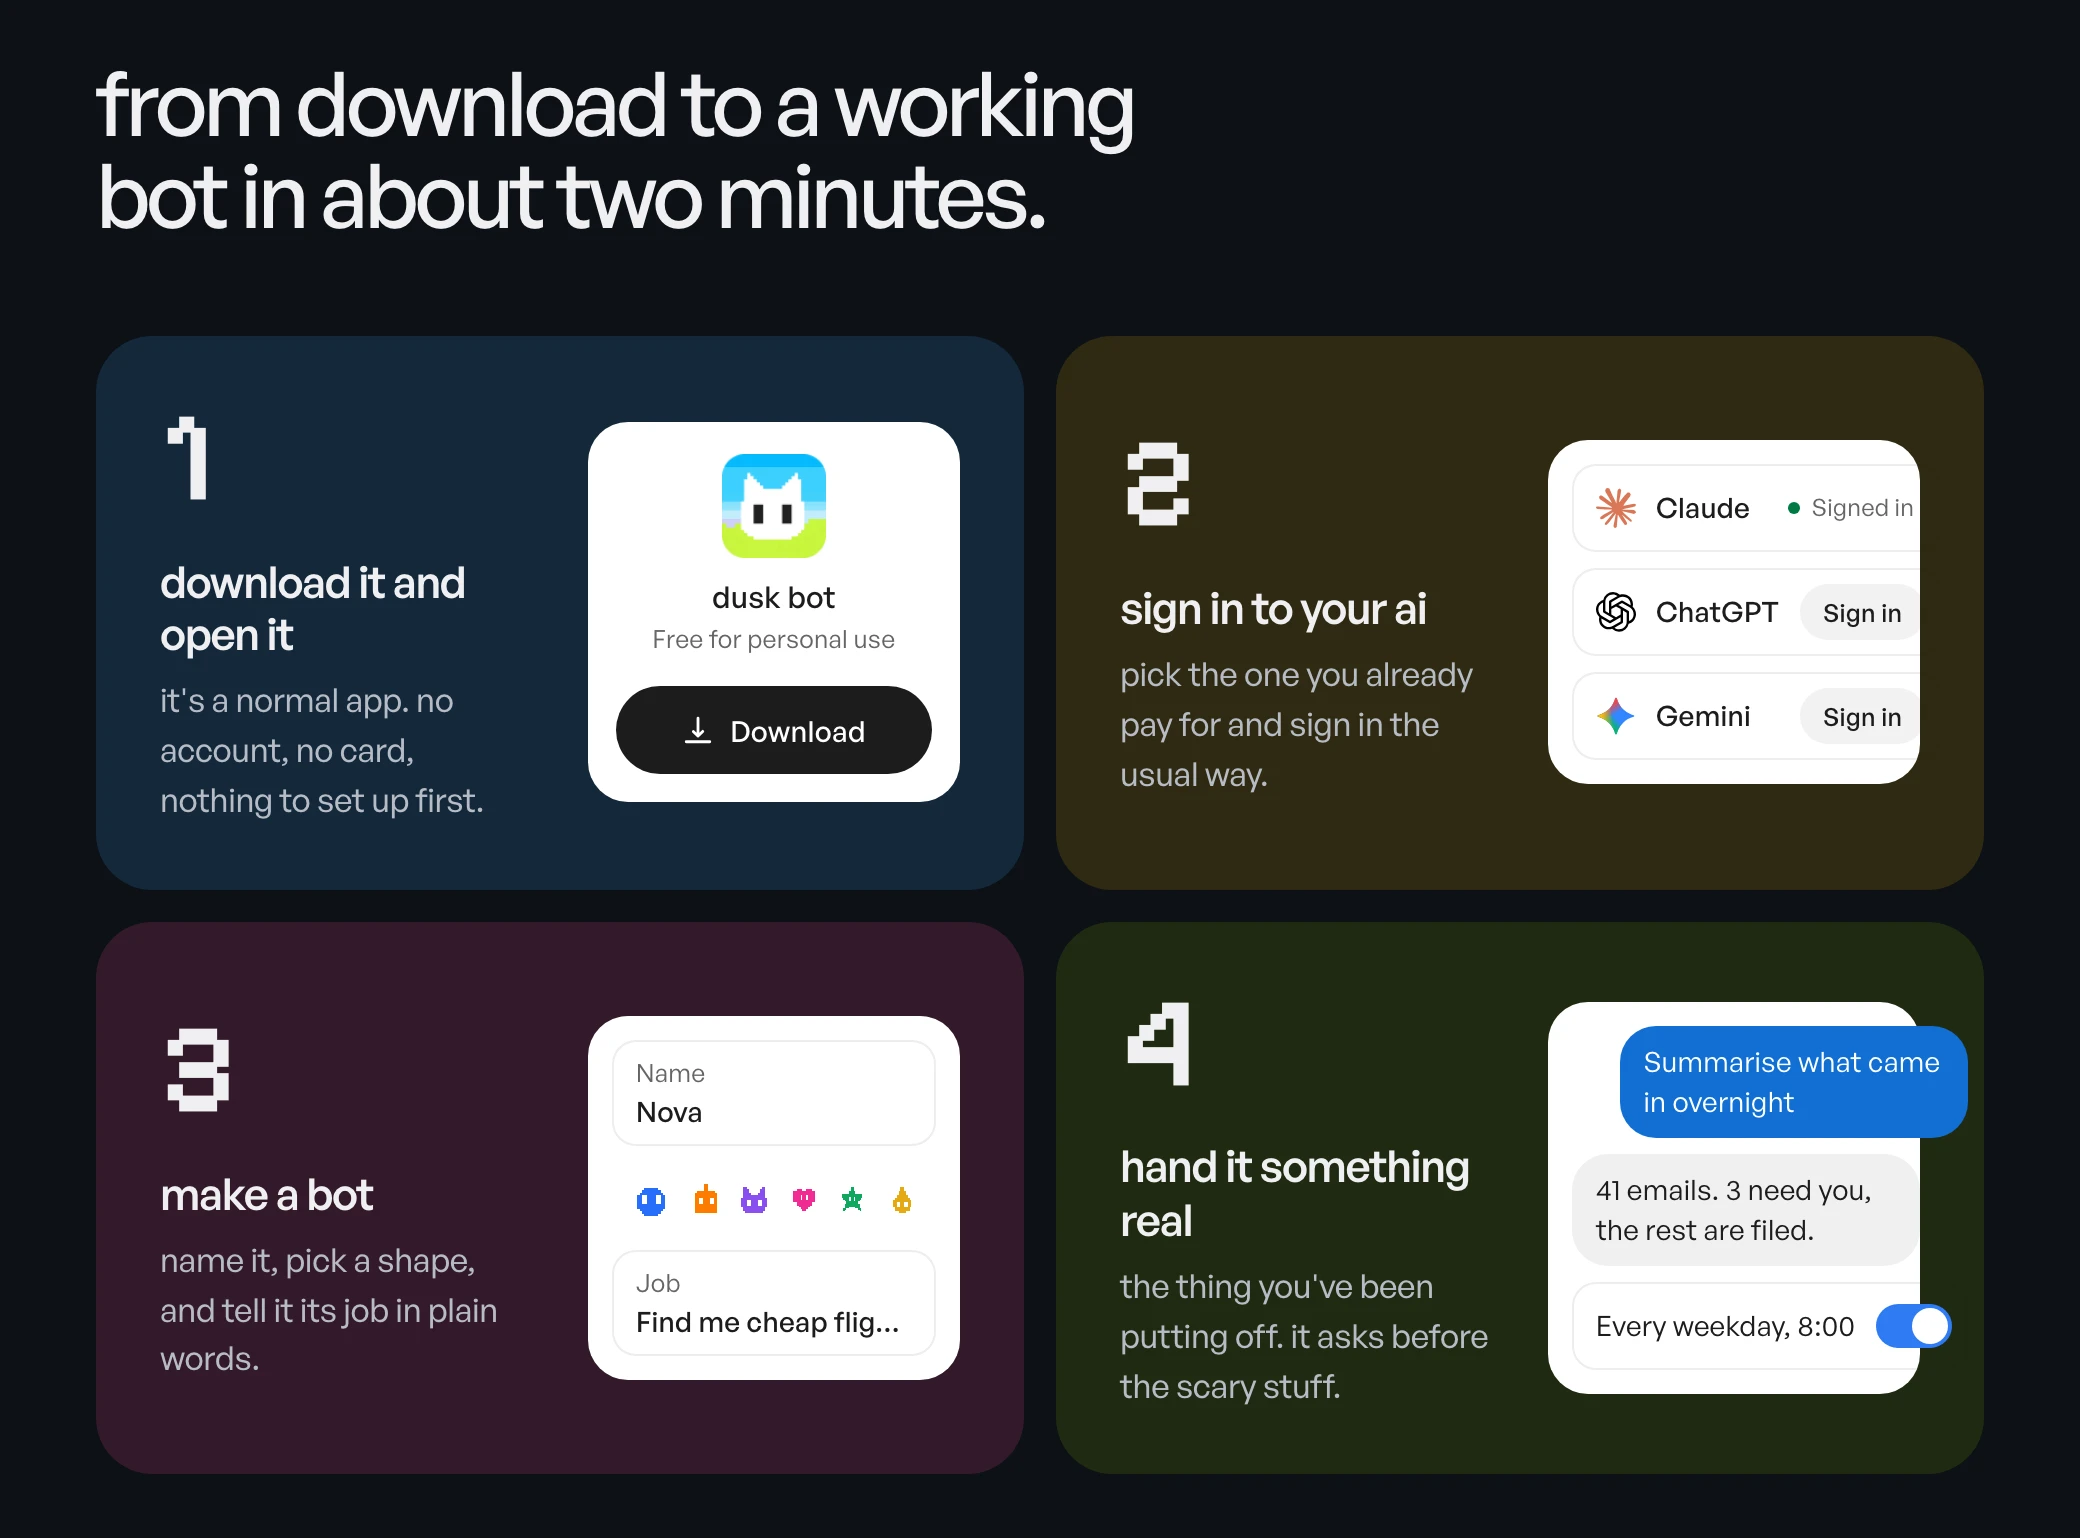 from download to a working
bot in about two minutes.
1
download it and
open it
it's a normal app. no
account, no card,
nothing to set up first.
dusk bot
Free for personal use
Download
2
sign in to your ai
pick the one you already
pay for and sign in the
usual way.
Claude
Signed in
ChatGPT
Sign in
Gemini
Sign in
3
make a bot
name it, pick a shape,
and tell it its job in plain
words.
Name
Nova
Job
Find me cheap flig...
4
hand it something
real
the thing you've been
putting off. it asks before
the scary stuff.
Summarise what came
in overnight
41 emails. 3 need you,
the rest are filed.
Every weekday, 8:00